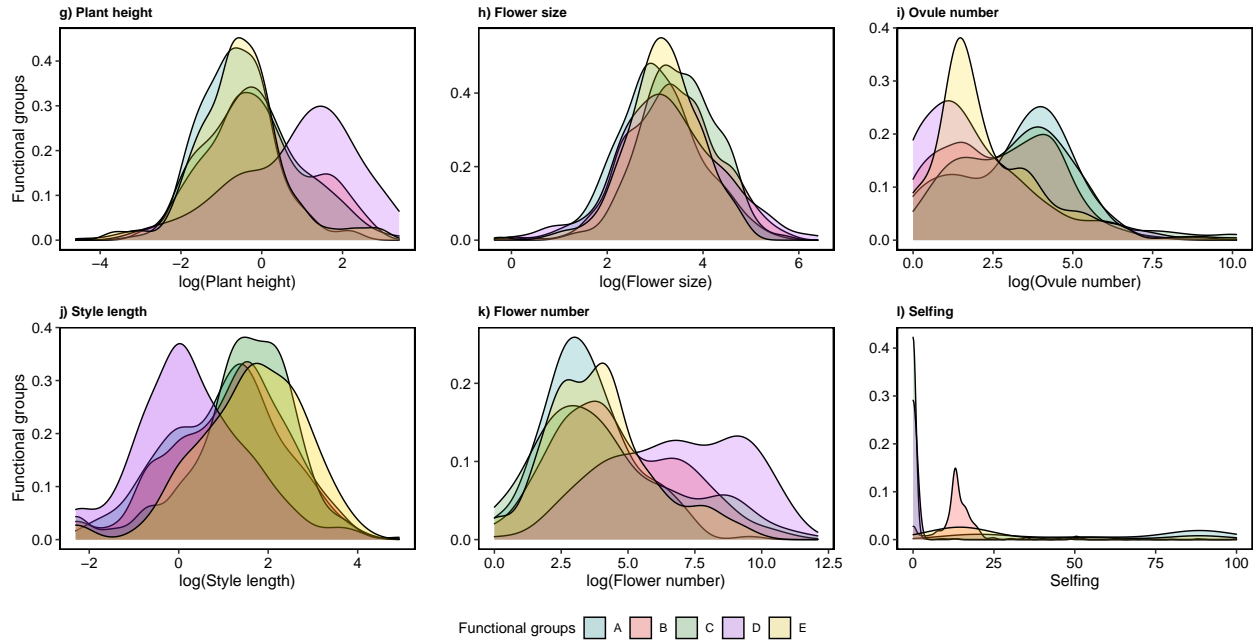 g) Plant height
h) Flower size
i) Ovule number
Functional groups
0.4
0.3
0.2
0.1
0.0
−4 −2 0 2
log(Plant height)
0.4
0.2
0.0
0 2 4 6
log(Flower size)
0.4
0.3
0.2
0.1
0.0
0.0 2.5 5.0 7.5 10.0
log(Ovule number)
j) Style length
k) Flower number
l) Selfing
Functional groups
0.4
0.3
0.2
0.1
0.0
−2 0 2 4
log(Style length)
0.2
0.1
0.0
0.0 2.5 5.0 7.5 10.0 12.5
log(Flower number)
0.4
0.3
0.2
0.1
0.0
0 25 50 75 100
Selfing
Functional groups A B C D E